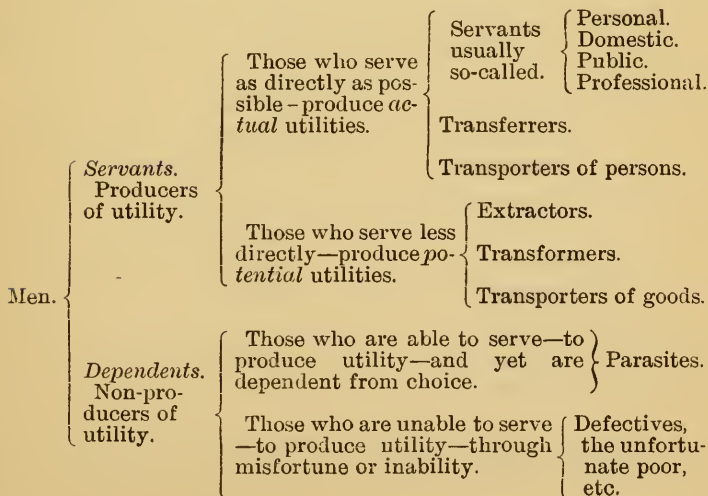 Men.
Servants.
Producers
of utility.
Those who serve
as directly as pos-
sible–produce ac-
tual utilities.
Servants
usually
so-called.
Personal.
Domestic.
Public.
Professional.
Transferrers.
Transporters of persons.
Those who serve less
directly—produce po-
tential utilities.
Extractors.
Transformers.
Transporters of goods.
Dependents.
Non-pro-
ducers of
utility.
Those who are able to serve—to
produce utility—and yet are
dependent from choice.
Parasites.
Those who are unable to serve
—to produce utility—through
misfortune or inability.
Defectives,
the unfortu-
nate poor,
etc.